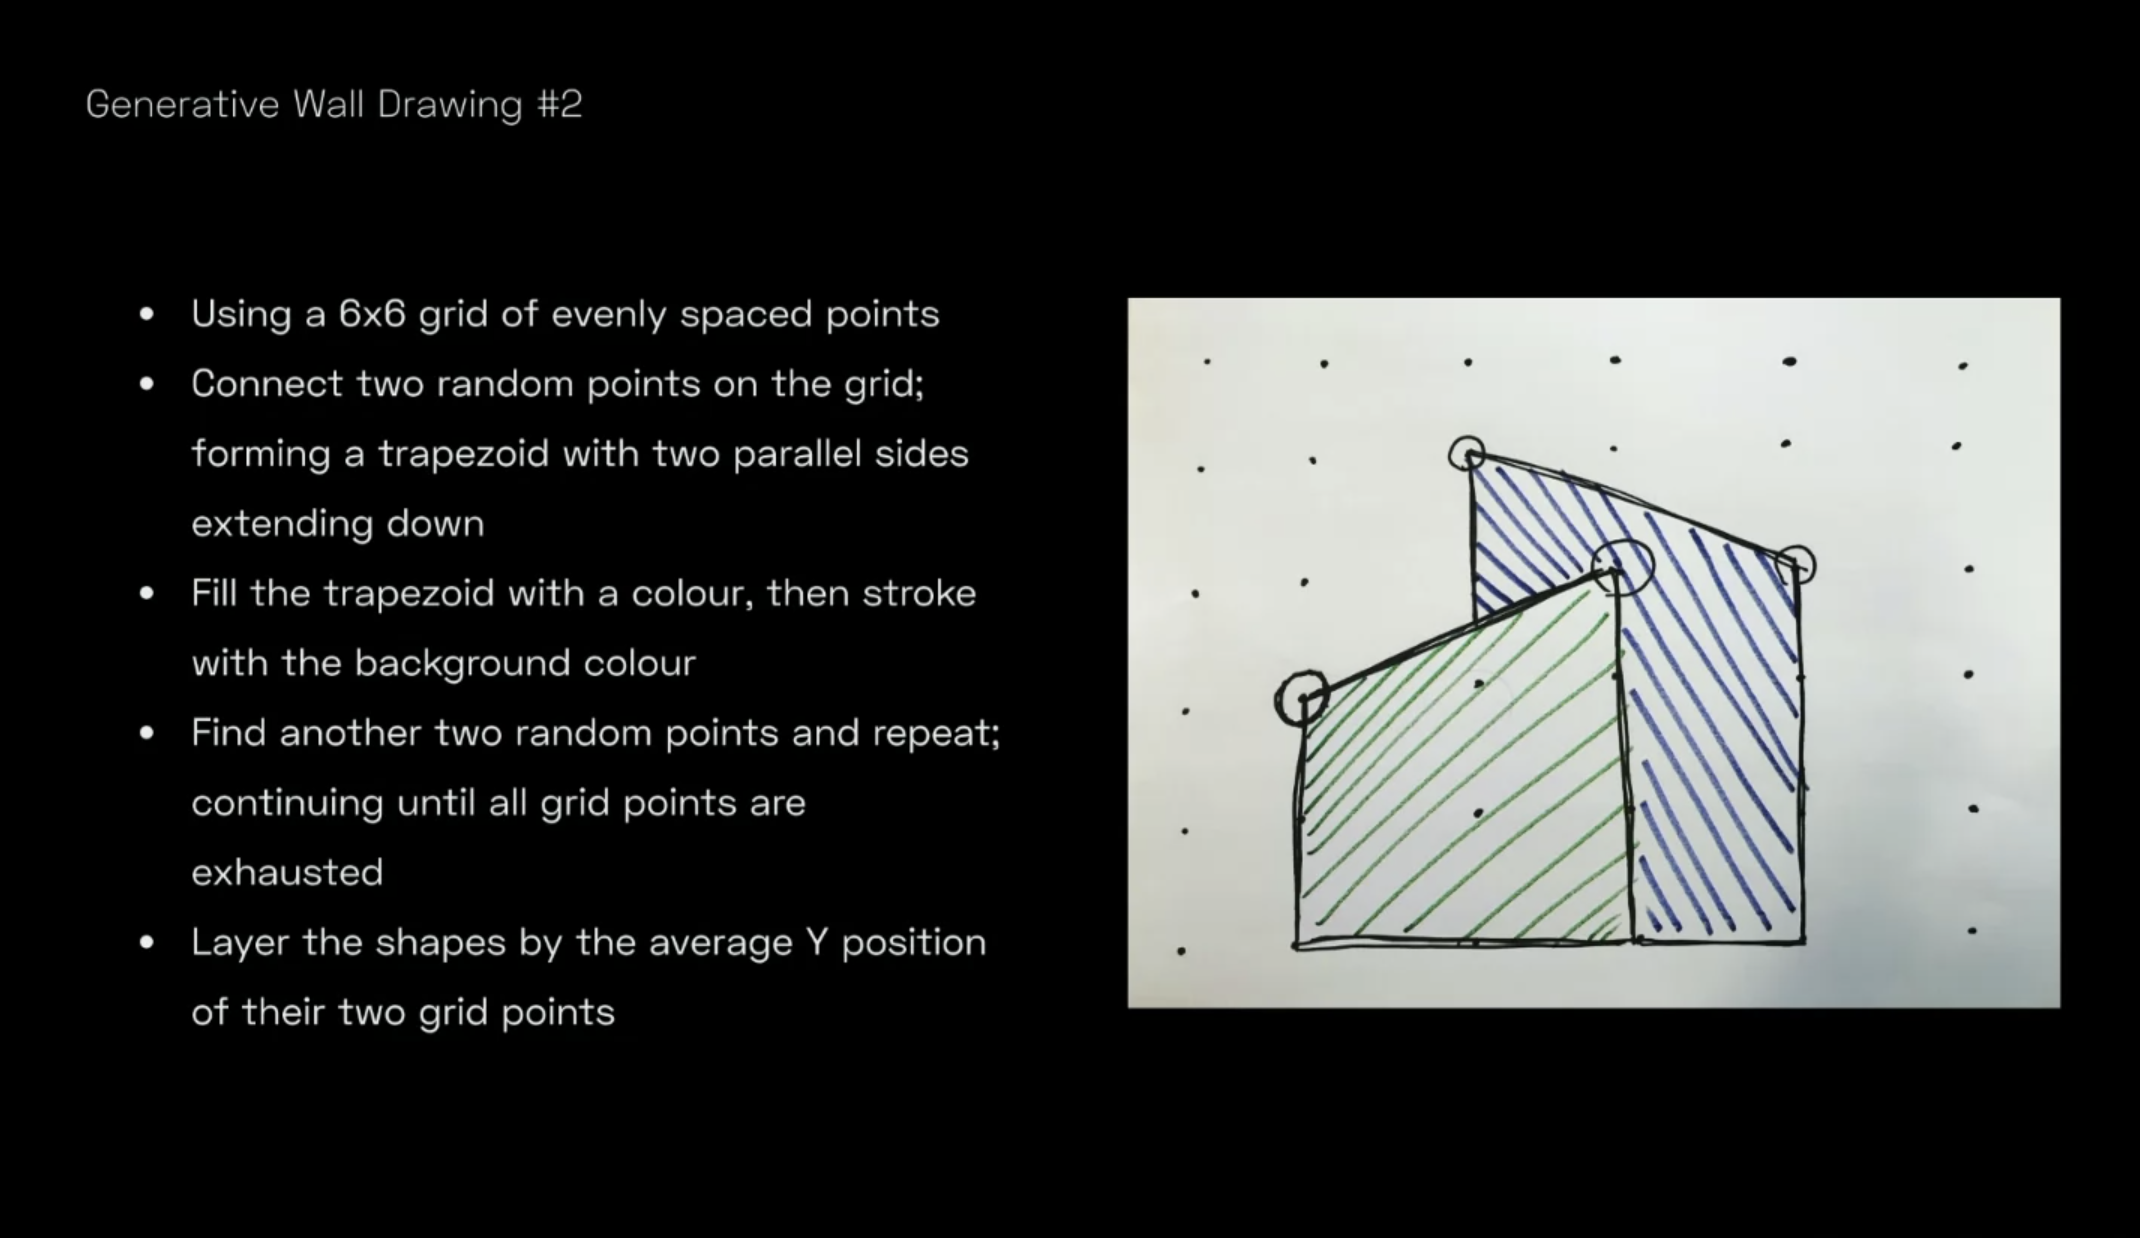 Generative Wall Drawing #2
• Using a 6x6 grid of evenly spaced points
• Connect two random points on the grid;
forming a trapezoid with two parallel sides
extending down
• Fill the trapezoid with a colour, then stroke
with the background colour
• Find another two random points and repeat;
continuing until all grid points are
exhausted
• Layer the shapes by the average Y position
of their two grid points